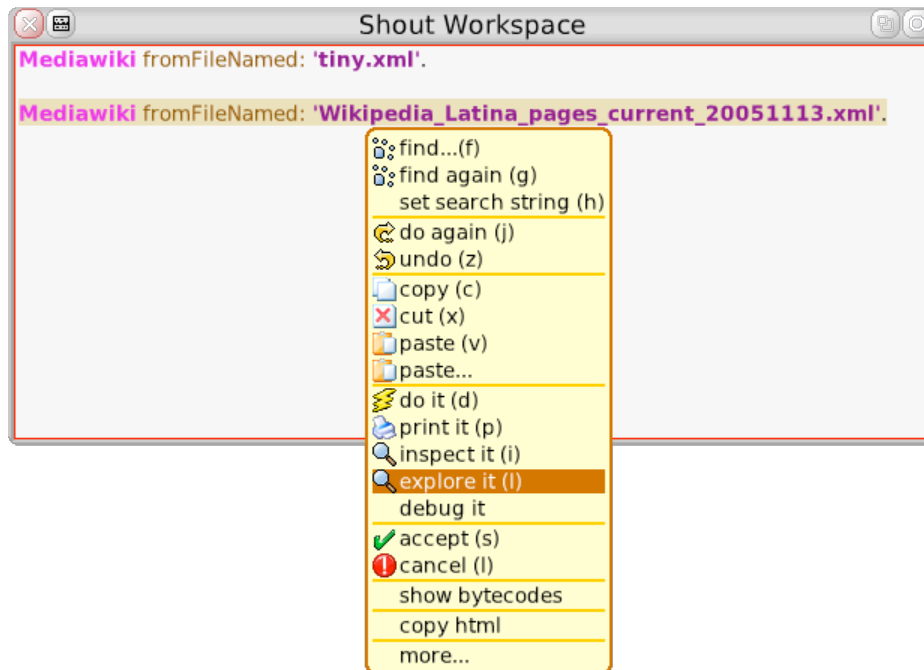 Shout Workspace
Mediawiki fromFileNamed: 'tiny.xml'.
Mediawiki fromFileNamed: 'Wikipedia_Latina_pages_current_20051113.xml'.
find...(f)
find again (g)
set search string (h)
do again (j)
undo (z)
copy (c)
cut (x)
paste (v)
paste...
do it (d)
print it (p)
inspect it (i)
explore it (I)
debug it
accept (s)
cancel (l)
show bytecodes
copy html
more...